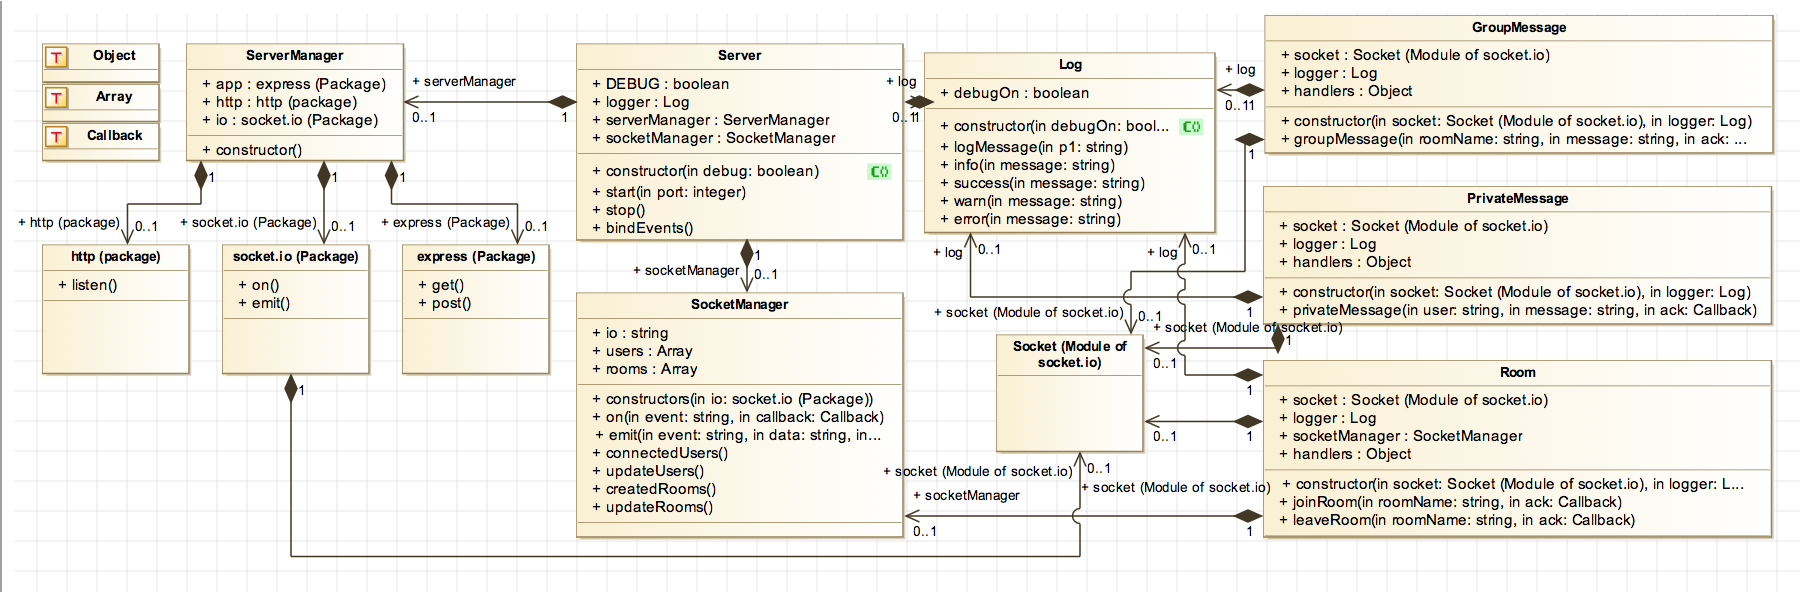 T Object
T Array
T Callback
ServerManager
+ app : express (Package)
+ http : http (package)
+ io : socket.io (Package)
+ constructor()
+ serverManager
0..1
1
1
1
1
+ http (package)
0..1
+ socket.io (Package)
0..1
+ express (Package)
0..1
http (package)
+ listen()
socket.io (Package)
+ on()
+ emit()
1
express (Package)
+ get()
+ post()
Server
+ DEBUG : boolean
+ logger : Log
+ serverManager : ServerManager
+ socketManager : SocketManager
+ constructor(in debug: boolean)
C()
+ start(in port: integer)
+ stop()
+ bindEvents()
1
+ socketManager
0..1
SocketManager
+ io : string
+ users : Array
+ rooms : Array
+ constructors(in io: socket.io (Package))
+ on(in event: string, in callback: Callback)
+ emit(in event: string, in data: string, in...
+ connectedUsers()
+ updateUsers()
+ createdRooms()
+ updateRooms()
+ log
0..11
Log
+ debugOn : boolean
+ constructor(in debugOn: bool...
C()
+ logMessage(in p1: string)
+ info(in message: string)
+ success(in message: string)
+ warn(in message: string)
+ error(in message: string)
+ log
0..1
+ log
0..1
+ log
0..11
1
GroupMessage
+ socket : Socket (Module of socket.io)
+ logger : Log
+ handlers : Object
+ constructor(in socket: Socket (Module of socket.io), in logger: Log)
+ groupMessage(in roomName: string, in message: string, in ack: ...
PrivateMessage
+ socket : Socket (Module of socket.io)
+ logger : Log
+ handlers : Object
+ constructor(in socket: Socket (Module of socket.io), in logger: Log)
+ privateMessage(in user: string, in message: string, in ack: Callback)
1
1
+ socket (Module of socket.io)
0..1
+ socket (Module of socket.io)
0..1
Socket (Module of
socket.io)
1
0..1
1
+ socket (Module of socket.io)
0..1
+ socket (Module of socket.io)
+ socketManager
0..1
1
Room
+ socket : Socket (Module of socket.io)
+ logger : Log
+ socketManager : SocketManager
+ handlers : Object
+ constructor(in socket: Socket (Module of socket.io), in logger: L...
+ joinRoom(in roomName: string, in ack: Callback)
+ leaveRoom(in roomName: string, in ack: Callback)